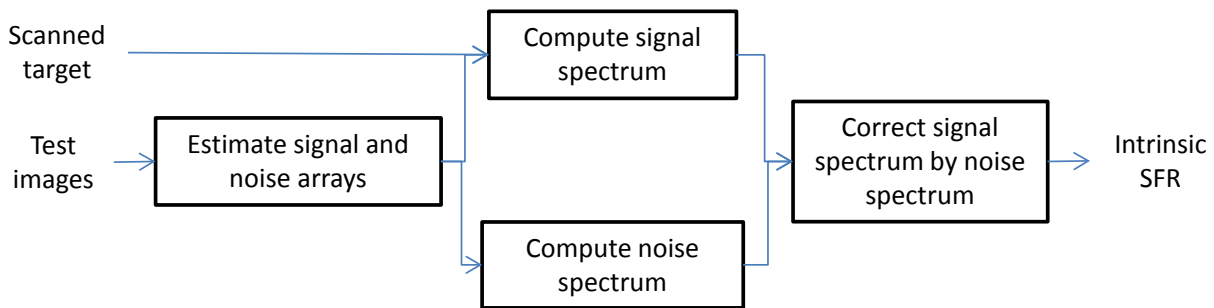 Scanned
target
Compute signal
spectrum
Test
images
Estimate signal and
noise arrays
Correct signal
spectrum by noise
spectrum
Intrinsic
SFR
Compute noise
spectrum